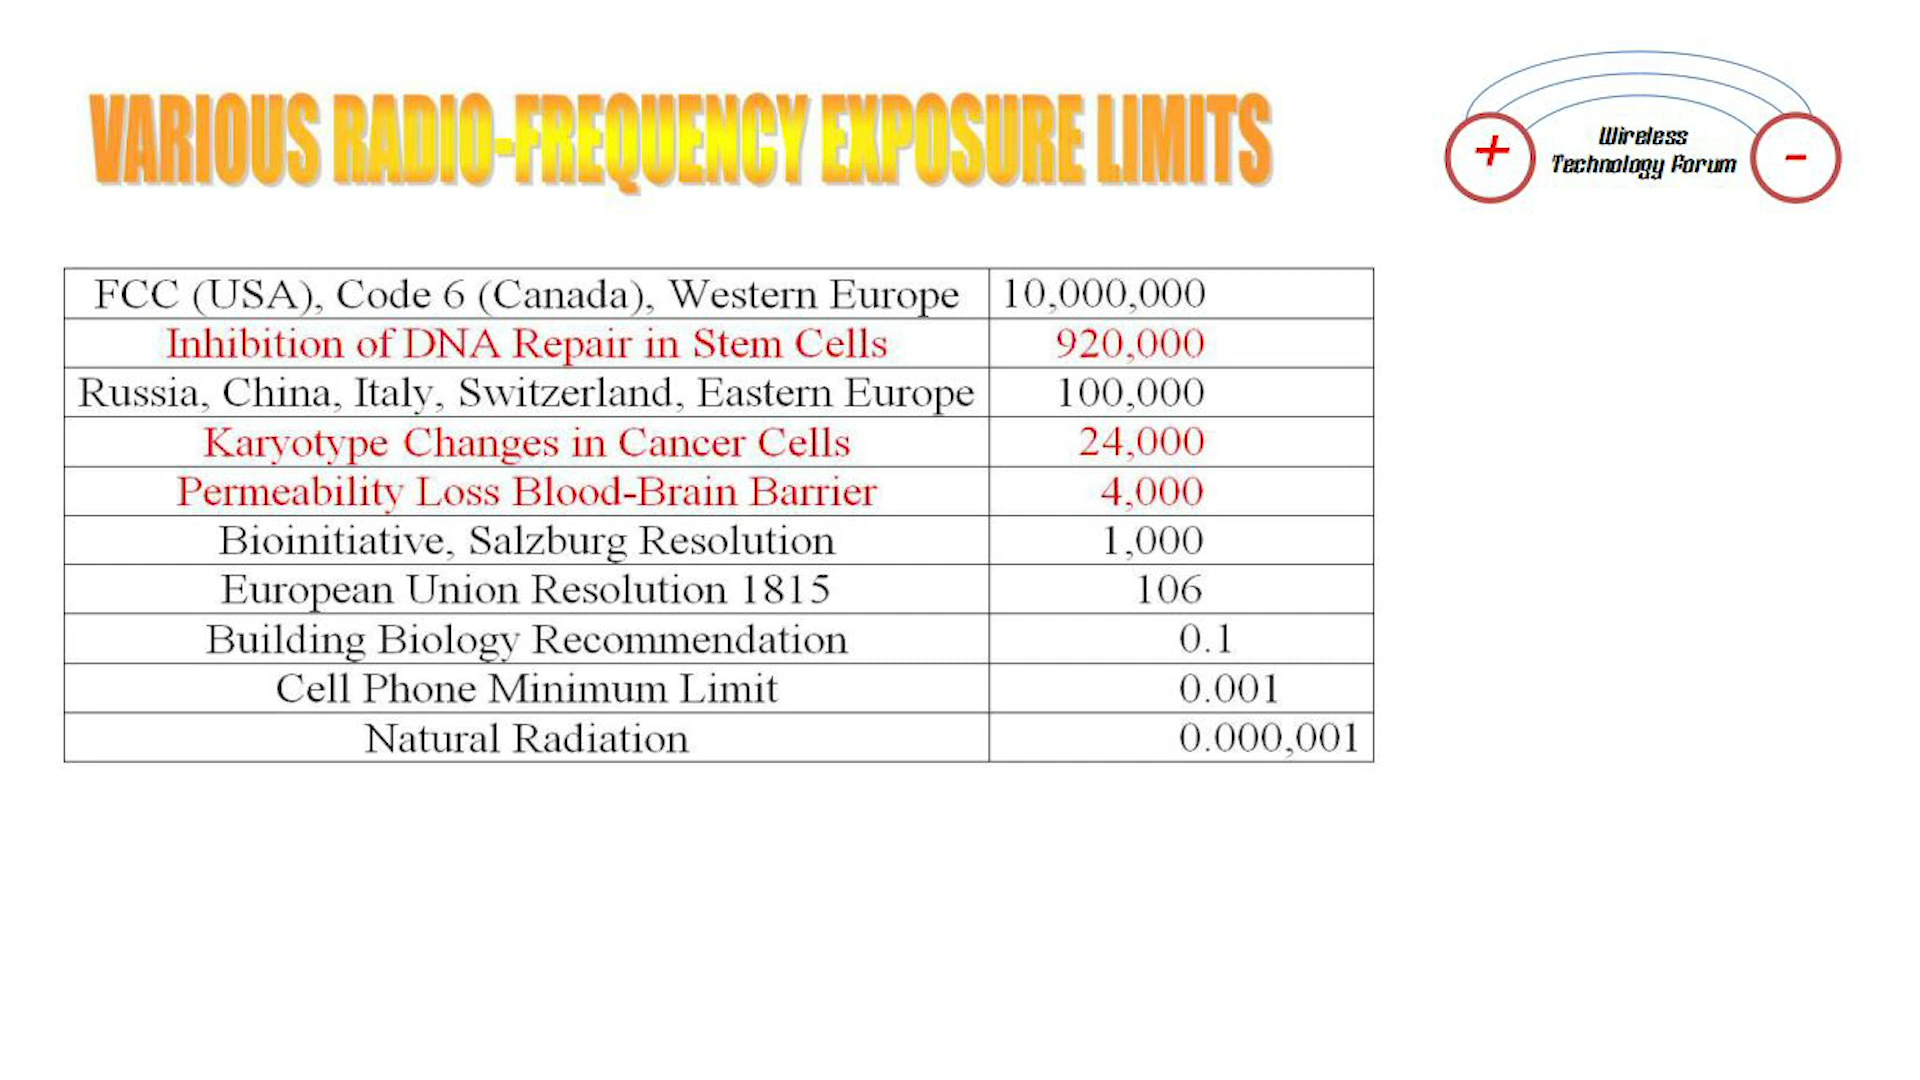 VARIOUS RADIO-FREQUENCY EXPOSURE LIMITS
+ Wireless Technology Forum -
FCC (USA), Code 6 (Canada), Western Europe 10,000,000
Inhibition of DNA Repair in Stem Cells 920,000
Russia, China, Italy, Switzerland, Eastern Europe 100,000
Karyotype Changes in Cancer Cells 24,000
Permeability Loss Blood-Brain Barrier 4,000
Bioinitiative, Salzburg Resolution 1,000
European Union Resolution 1815 106
Building Biology Recommendation 0.1
Cell Phone Minimum Limit 0.001
Natural Radiation 0.000,001